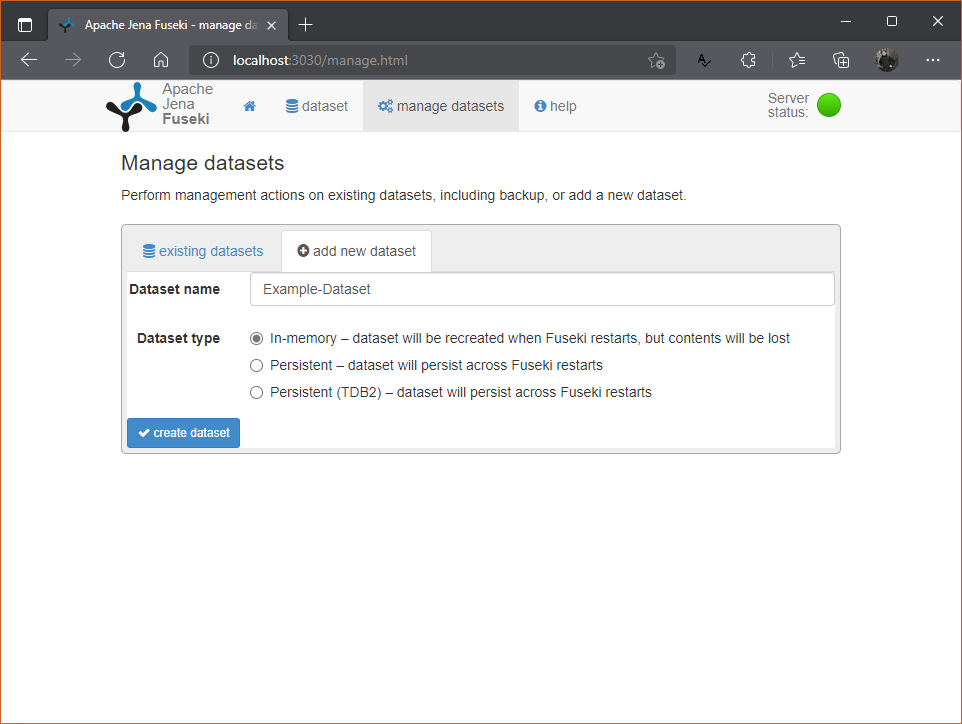 Apache Jena Fuseki - manage da
localhost:3030/manage.html
Apache
Jena
Fuseki
dataset
manage datasets
help
Server
status:
Manage datasets
Perform management actions on existing datasets, including backup, or add a new dataset.
existing datasets
add new dataset
Dataset name
Example-Dataset
Dataset type
In-memory – dataset will be recreated when Fuseki restarts, but contents will be lost
Persistent – dataset will persist across Fuseki restarts
Persistent (TDB2) – dataset will persist across Fuseki restarts
create dataset